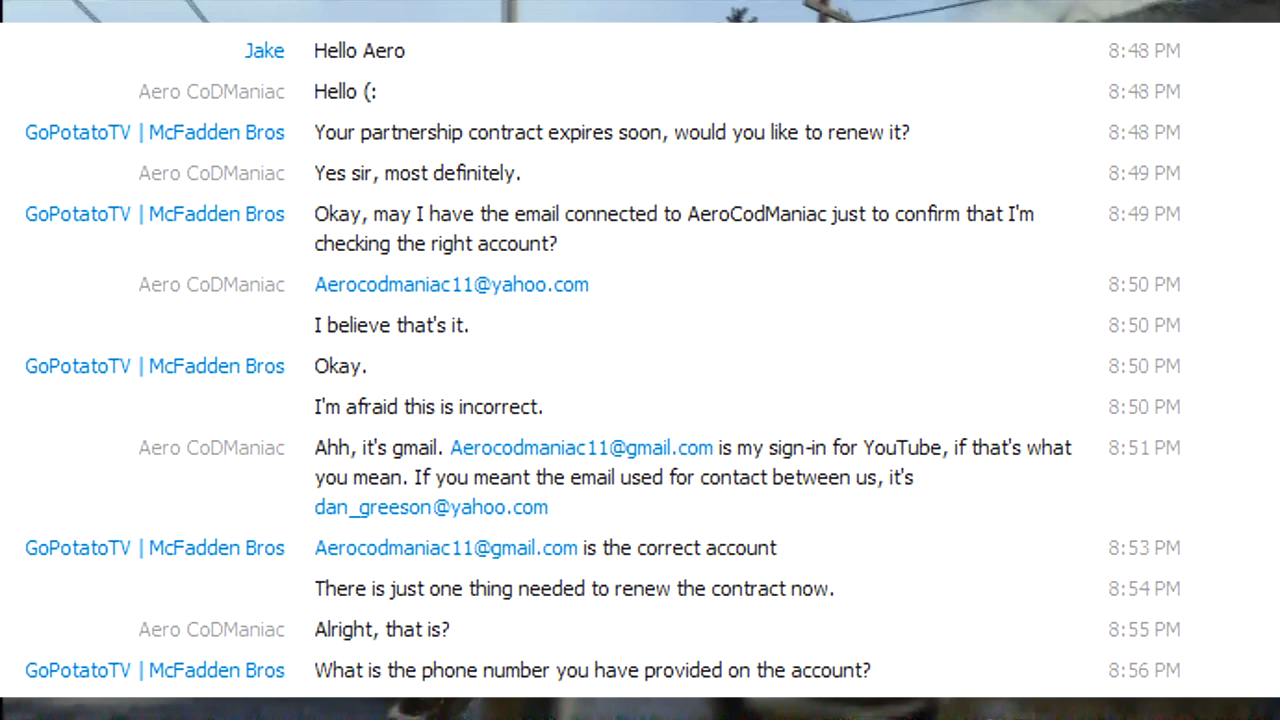 Jake Hello Aero 8:48 PM
Aero CoDManiac Hello (: 8:48 PM
GoPotatoTV | McFadden Bros Your partnership contract expires soon, would you like to renew it? 8:48 PM
Aero CoDManiac Yes sir, most definitely. 8:49 PM
GoPotatoTV | McFadden Bros Okay, may I have the email connected to AeroCodManiac just to confirm that I'm 8:49 PM
checking the right account?
Aero CoDManiac Aerocodmaniac11@yahoo.com 8:50 PM
I believe that's it. 8:50 PM
GoPotatoTV | McFadden Bros Okay. 8:50 PM
I'm afraid this is incorrect. 8:50 PM
Aero CoDManiac Ahh, it's gmail. Aerocodmaniac11@gmail.com is my sign-in for YouTube, if that's what 8:51 PM
you mean. If you meant the email used for contact between us, it's
dan_greeson@yahoo.com
GoPotatoTV | McFadden Bros Aerocodmaniac11@gmail.com is the correct account 8:53 PM
There is just one thing needed to renew the contract now. 8:54 PM
Aero CoDManiac Alright, that is? 8:55 PM
GoPotatoTV | McFadden Bros What is the phone number you have provided on the account? 8:56 PM